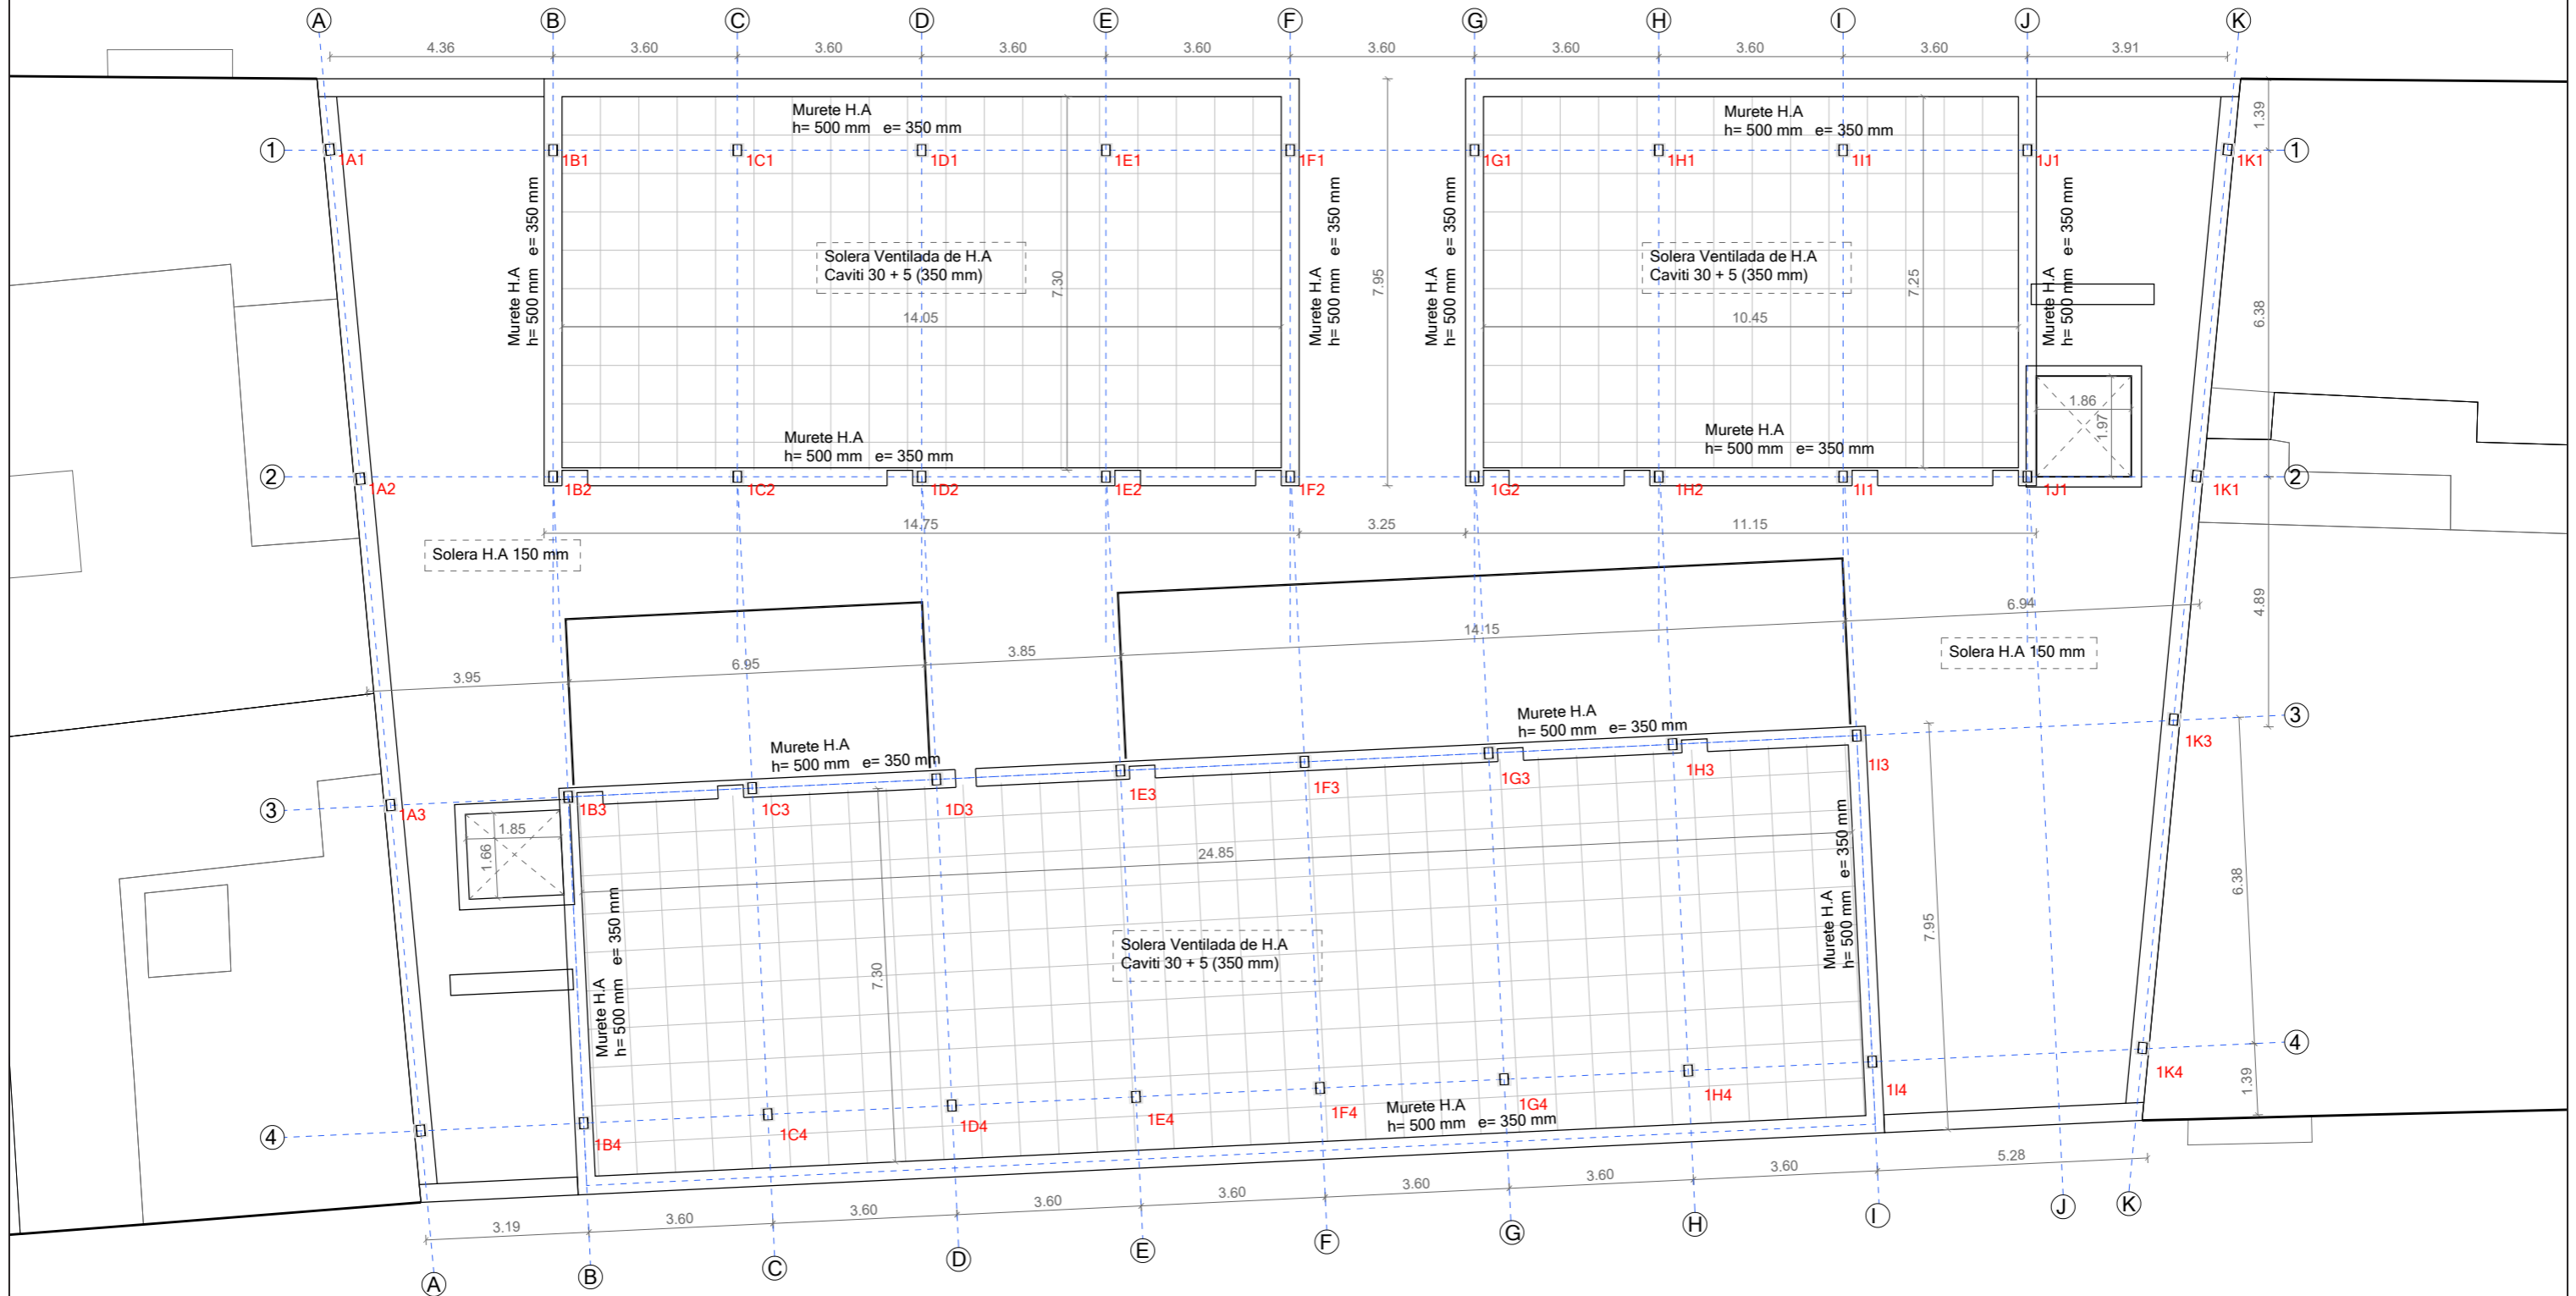 A B C D E F G H I J K
4.36 3.60 3.60 3.60 3.60 3.60 3.60 3.60 3.60 3.91
Murete H.A
h= 500 mm e= 350 mm
Murete H.A
h= 500 mm e= 350 mm
1.39
1 1A1 1B1 1C1 1D1 1E1 1F1 1G1 1H1 1I1 1J1 1K1 1
Murete H.A
h= 500 mm e= 350 mm
Solera Ventilada de H.A
Caviti 30 + 5 (350 mm)
7.30
14.05
Murete H.A
h= 500 mm e= 350 mm
7.95
Murete H.A
h= 500 mm e= 350 mm
Solera Ventilada de H.A
Caviti 30 + 5 (350 mm)
7.25
10.45
Murete H.A
h= 500 mm e= 350 mm
6.38
1.86
1.97
Murete H.A
h= 500 mm e= 350 mm
Murete H.A
h= 500 mm e= 350 mm
2 1A2 1B2 1C2 1D2 1E2 1F2 1G2 1H2 1I1 1J1 1K1 2
14.75 3.25 11.15
Solera H.A 150 mm
4.89
3.95 6.95 3.85 14.15 6.94
Solera H.A 150 mm
Murete H.A
h= 500 mm e= 350 mm
Murete H.A
h= 500 mm e= 350 mm
3 1A3 1B3 1C3 1D3 1E3 1F3 1G3 1H3 1I3 1K3 3
1.85
1.66
24.85
Murete H.A
h= 500 mm e= 350 mm
7.30
Solera Ventilada de H.A
Caviti 30 + 5 (350 mm)
Murete H.A
h= 500 mm e= 350 mm
7.95
6.38
4 1B4 1C4 1D4 1E4 1F4 1G4 1H4 1I4 1K4 4
1.39
Murete H.A
h= 500 mm e= 350 mm
3.19 3.60 3.60 3.60 3.60 3.60 3.60 3.60 5.28
A B C D E F G H I J K